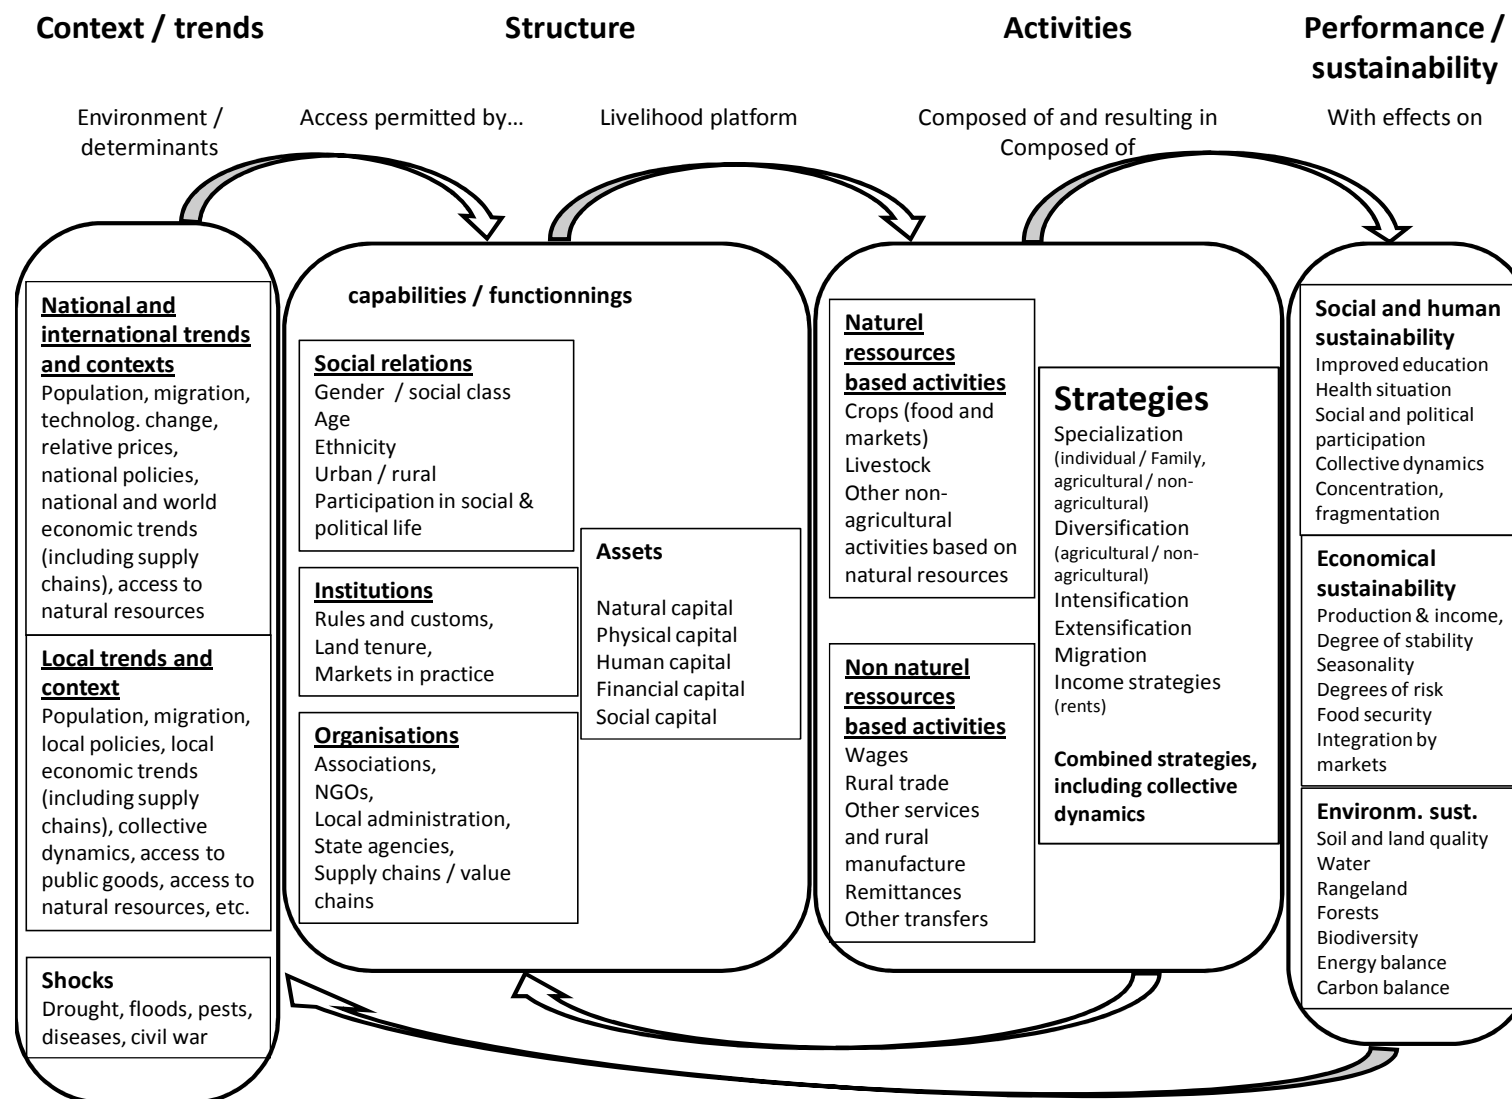 Context / trends
Structure
Activities
Performance /
sustainability
Environment /
determinants
Access permitted by...
Livelihood platform
Composed of and resulting in
Composed of
With effects on
National and
international trends
and contexts
Population, migration,
technolog. change,
relative prices,
national policies,
national and world
economic trends
(including supply
chains), access to
natural resources
Local trends and
context
Population, migration,
local policies, local
economic trends
(including supply
chains), collective
dynamics, access to
public goods, access to
natural resources, etc.
Shocks
Drought, floods, pests,
diseases, civil war
capabilities / functionnings
Social relations
Gender / social class
Age
Ethnicity
Urban / rural
Participation in social &
political life
Institutions
Rules and customs,
Land tenure,
Markets in practice
Organisations
Associations,
NGOs,
Local administration,
State agencies,
Supply chains / value
chains
Assets
Natural capital
Physical capital
Human capital
Financial capital
Social capital
Naturel
ressources
based activities
Crops (food and
markets)
Livestock
Other non-
agricultural
activities based on
natural resources
Non naturel
ressources
based activities
Wages
Rural trade
Other services
and rural
manufacture
Remittances
Other transfers
Strategies
Specialization
(individual / Family,
agricultural / non-
agricultural)
Diversification
(agricultural / non-
agricultural)
Intensification
Extensification
Migration
Income strategies
(rents)
Combined strategies,
including collective
dynamics
Social and human
sustainability
Improved education
Health situation
Social and political
participation
Collective dynamics
Concentration,
fragmentation
Economical
sustainability
Production & income,
Degree of stability
Seasonality
Degrees of risk
Food security
Integration by
markets
Environm. sust.
Soil and land quality
Water
Rangeland
Forests
Biodiversity
Energy balance
Carbon balance